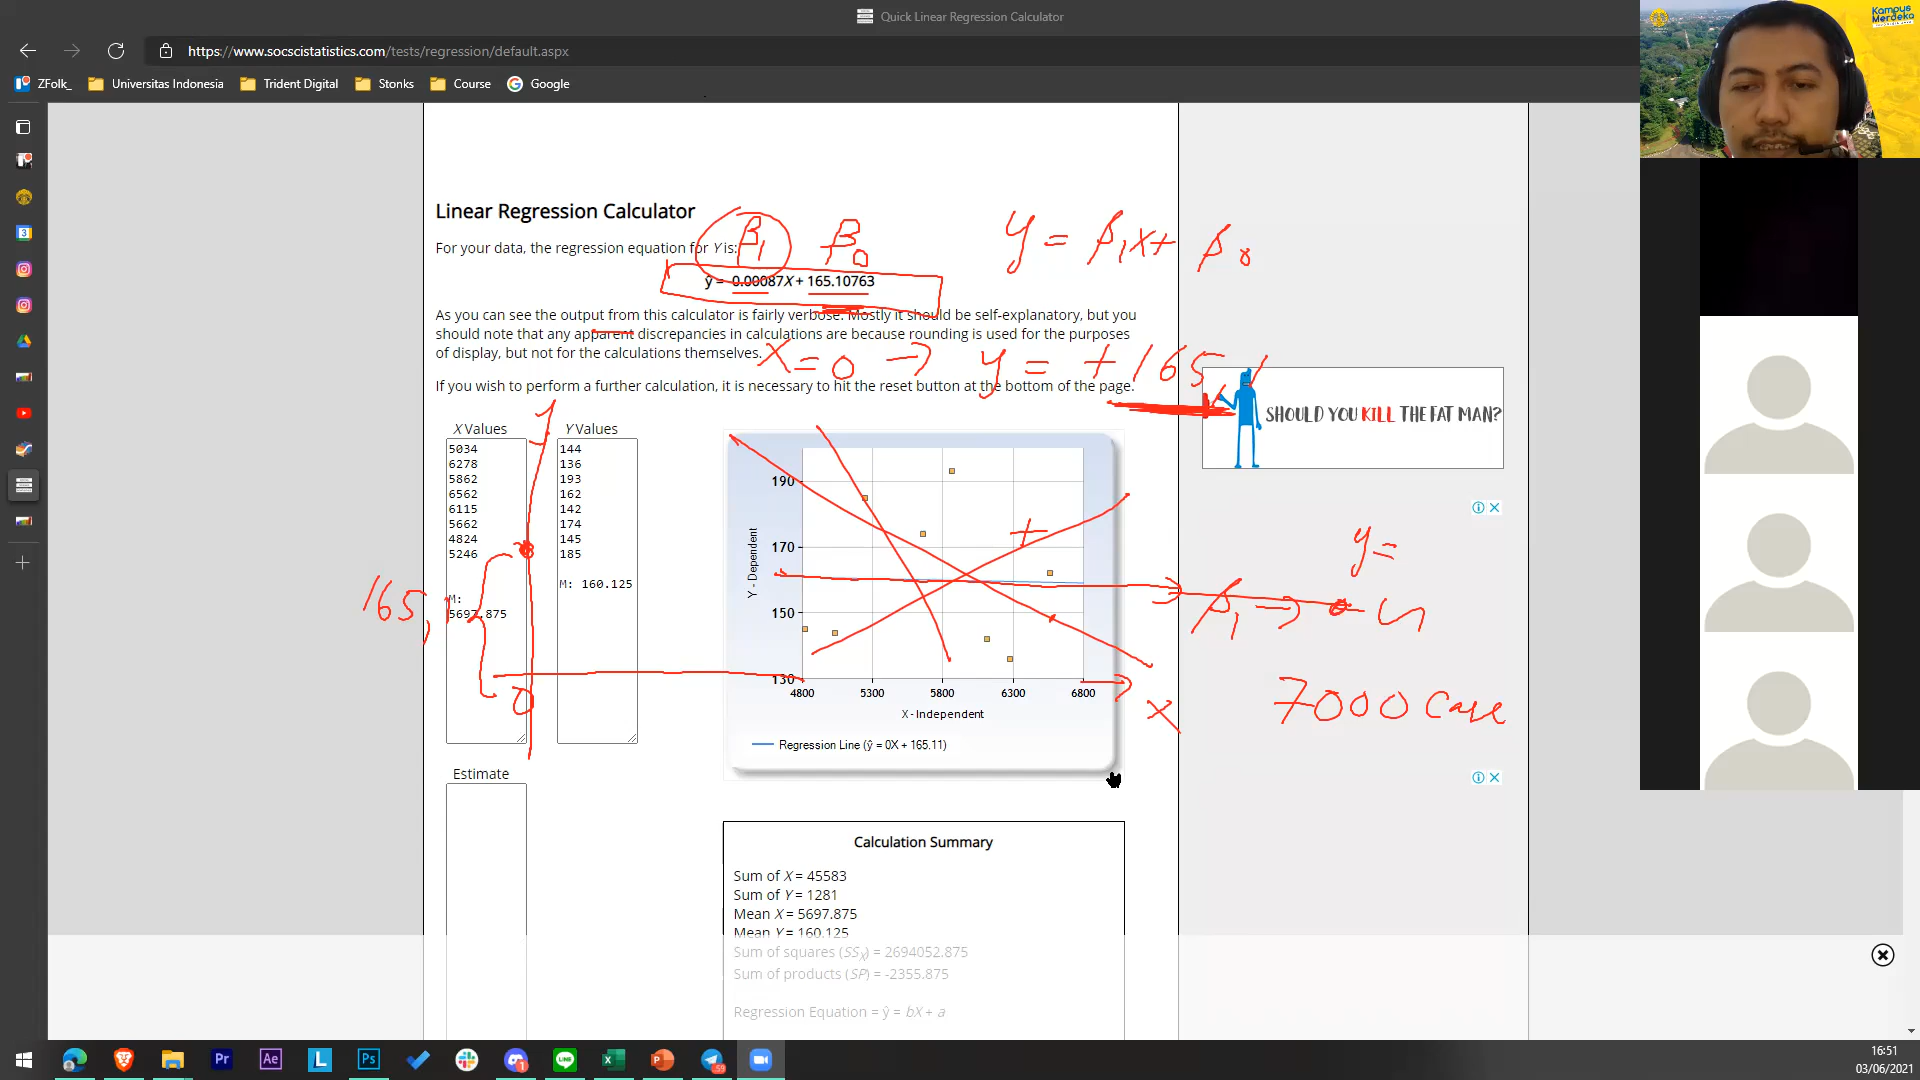 Quick Linear Regression Calculator
https://www.socscistatistics.com/tests/regression/default.aspx
ZFolk_ Universitas Indonesia Trident Digital Stonks Course Google
Kampus Merdeka
Linear Regression Calculator
For your data, the regression equation for Y is:
β1 β0
y = β1x + β0
ŷ = 0.00087X + 165.10763
As you can see the output from this calculator is fairly verbose. Mostly it should be self-explanatory, but you
should note that any apparent discrepancies in calculations are because rounding is used for the purposes
of display, but not for the calculations themselves.
x = 0 → y = + 165,1
If you wish to perform a further calculation, it is necessary to hit the reset button at the bottom of the page.
SHOULD YOU KILL THE FAT MAN?
X Values
5034
6278
5862
6562
6115
5662
4824
5246
M:
5697.875
Y Values
144
136
193
162
142
174
145
185
M: 160.125
165,1
0
Y - Dependent
190
170
150
130
4800 5300 5800 6300 6800
X - Independent
Regression Line (ŷ = 0X + 165.11)
+
X
y =
β1 →
7000 Case
Estimate
Calculation Summary
Sum of X = 45583
Sum of Y = 1281
Mean X = 5697.875
Mean Y = 160.125
Sum of squares (SSX) = 2694052.875
Sum of products (SP) = -2355.875
Regression Equation = ŷ = bX + a
16:51
03/06/2021